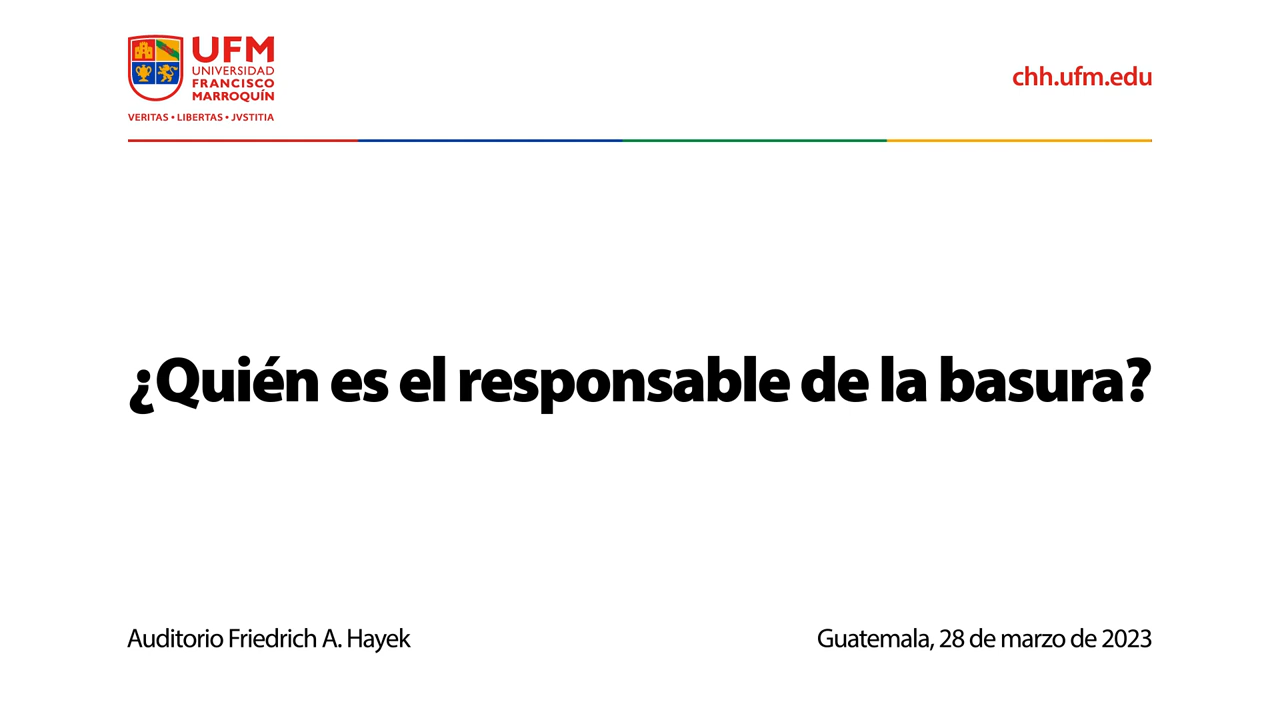 UFM
UNIVERSIDAD
FRANCISCO
MARROQUÍN
VERITAS • LIBERTAS • JVSTITIA
chh.ufm.edu
¿Quién es el responsable de la basura?
Auditorio Friedrich A. Hayek
Guatemala, 28 de marzo de 2023